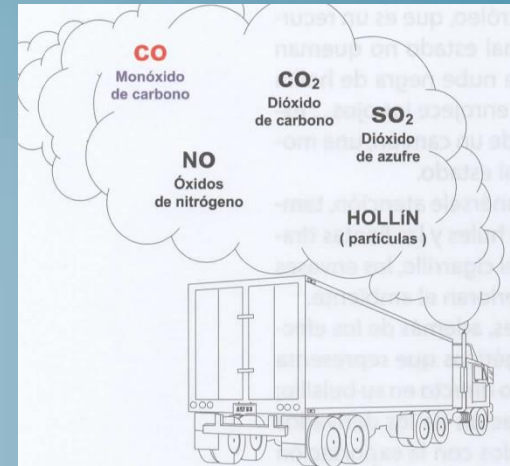 CO
Monóxido
de carbono
CO₂
Dióxido
de carbono
SO₂
Dióxido
de azufre
NO
Óxidos
de nitrógeno
HOLLíN
( partículas )